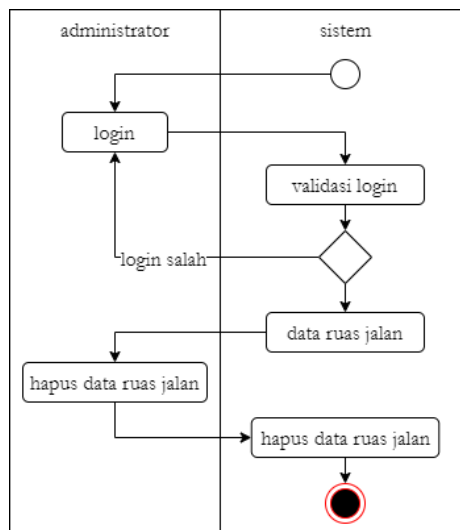 administrator
sistem
login
validasi login
login salah
data ruas jalan
hapus data ruas jalan
hapus data ruas jalan